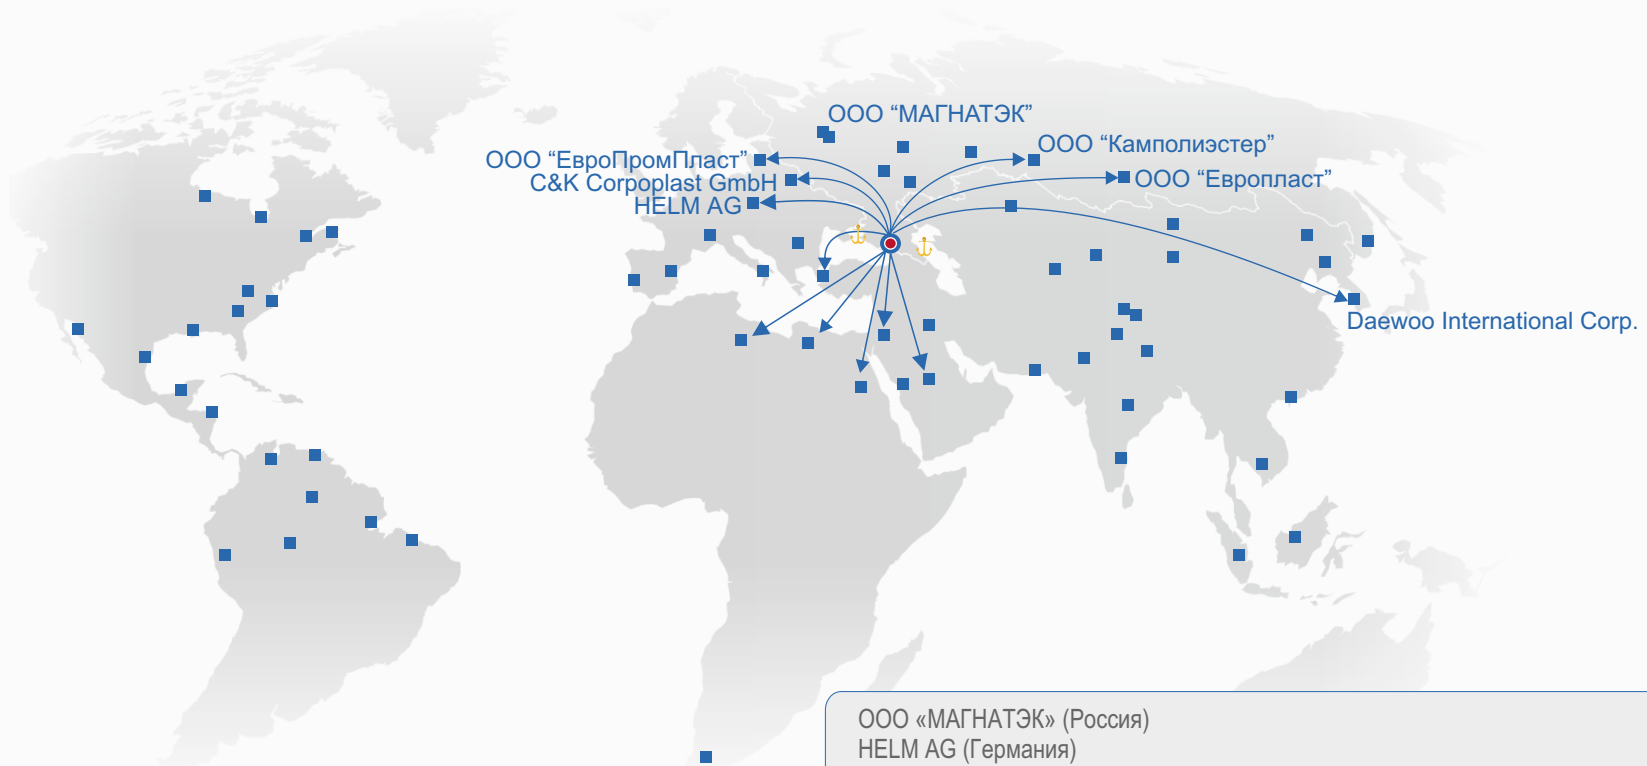 ООО “МАГНАТЭК”
ООО “Камполиэстер”
ООО “ЕвроПромПласт”
C&K Corpoplast GmbH
ООО “Европласт”
HELM AG
Daewoo International Corp.
ООО «МАГНАТЭК» (Россия)
HELM AG (Германия)